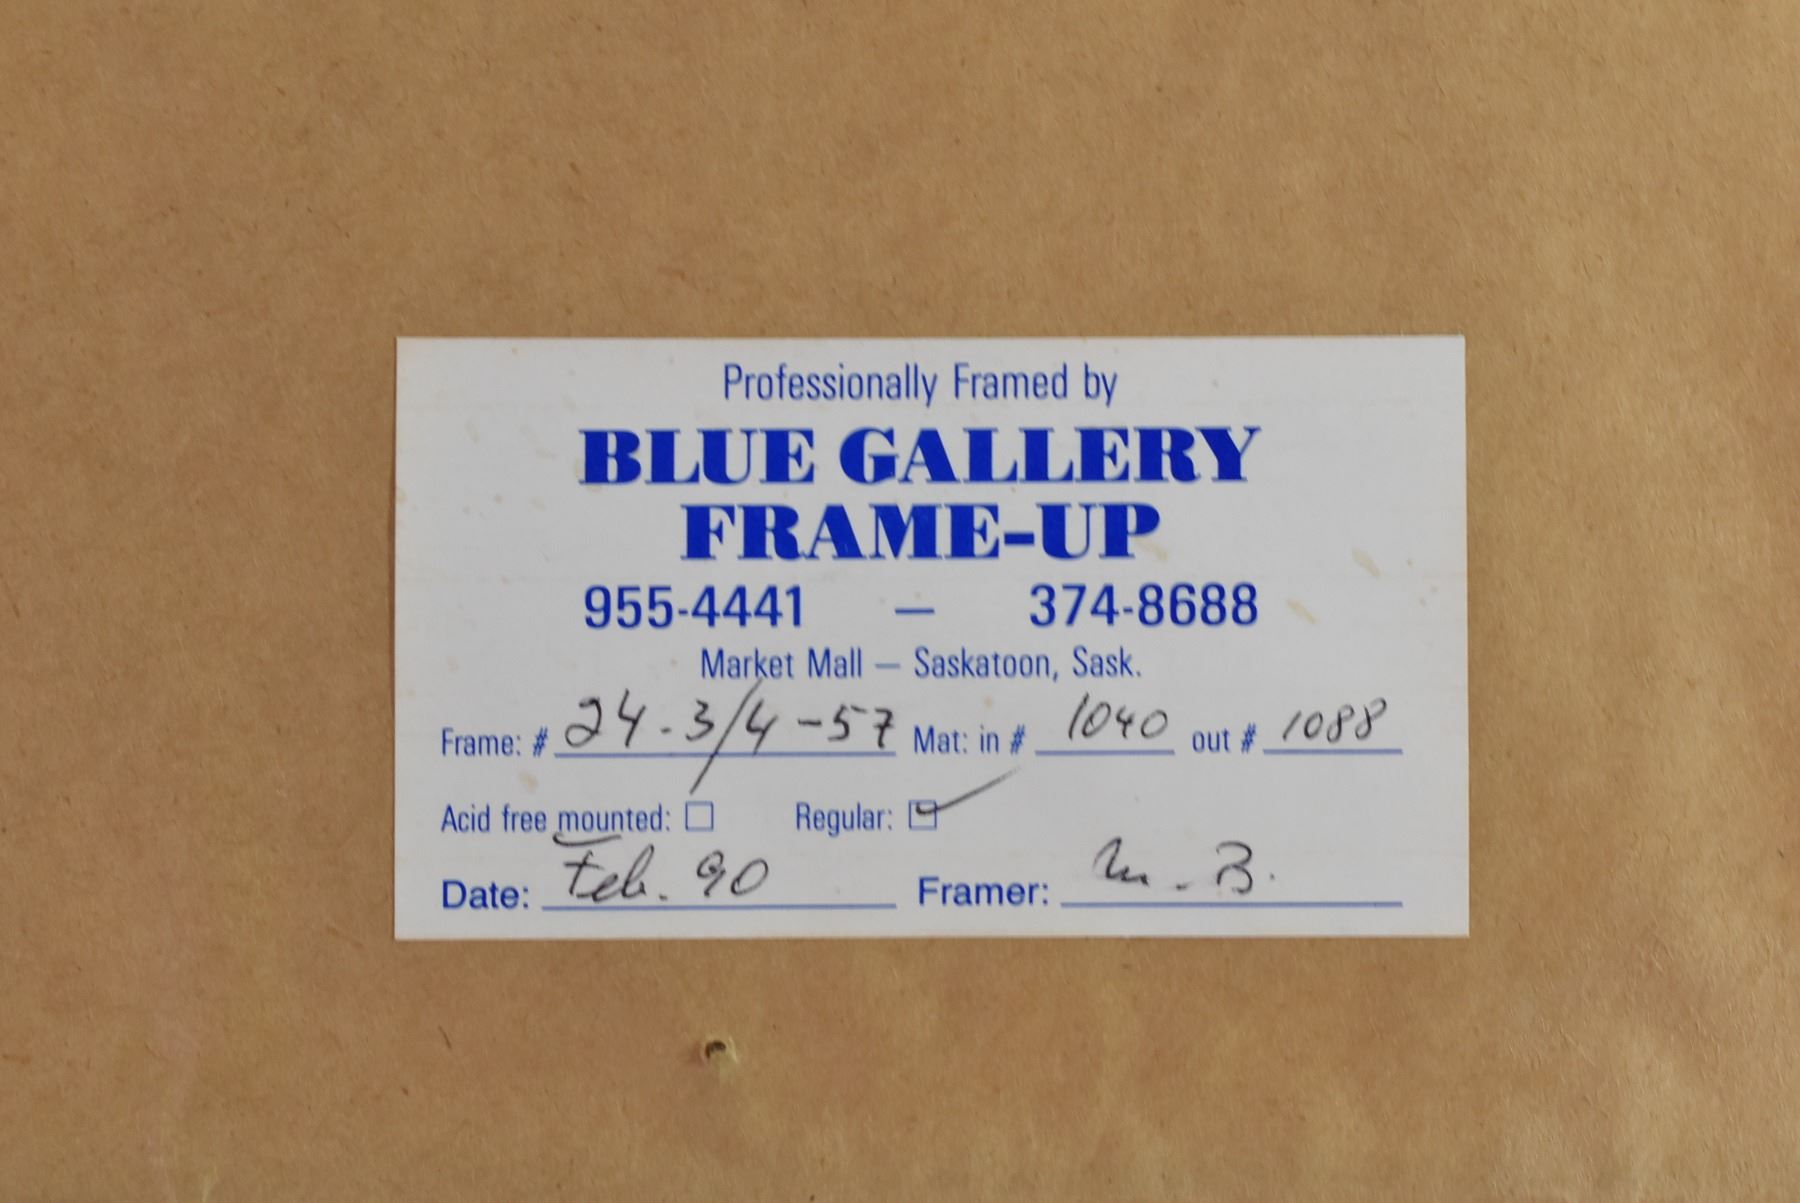 Professionally Framed by
BLUE GALLERY
FRAME-UP
955-4441 — 374-8688
Market Mall — Saskatoon, Sask.
Frame: # 24-3/4-57 Mat: in # 1040 out # 1088
Acid free mounted: ☐ Regular: ☑
Date: Feb. 90 Framer: M. B.